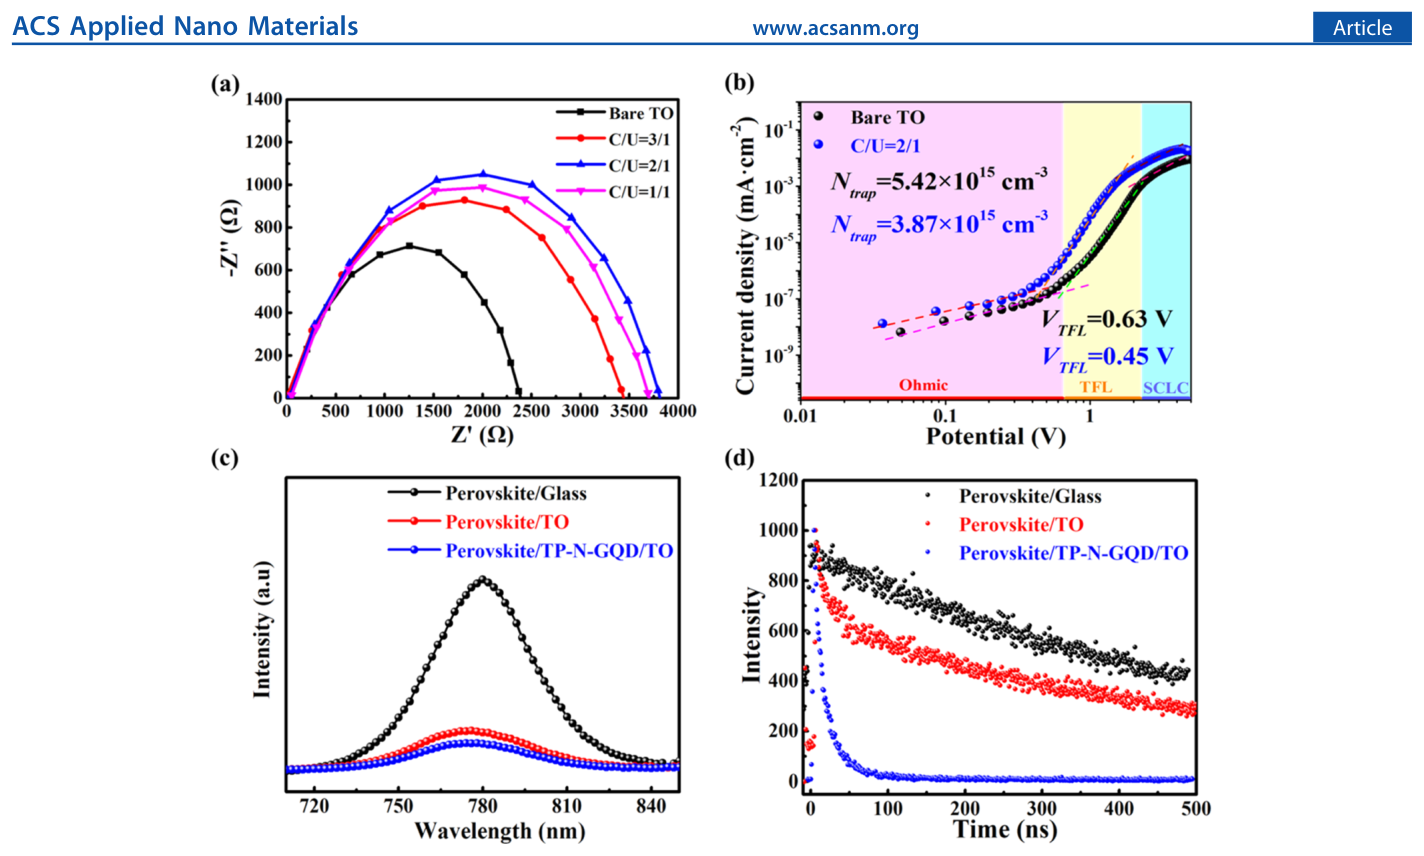 ACS Applied Nano Materials
www.acsanm.org
Article
(a)
1400
1200
1000
800
600
400
200
0
-Z'' (Ω)
Bare TO
C/U=3/1
C/U=2/1
C/U=1/1
0 500 1000 1500 2000 2500 3000 3500 4000
Z' (Ω)
(b)
10⁻¹
10⁻³
10⁻⁵
10⁻⁷
10⁻⁹
Current density (mA·cm⁻²)
Bare TO
C/U=2/1
N_trap=5.42×10¹⁵ cm⁻³
N_trap=3.87×10¹⁵ cm⁻³
V_TFL=0.63 V
V_TFL=0.45 V
Ohmic
TFL
SCLC
0.01 0.1 1
Potential (V)
(c)
Intensity (a.u)
Perovskite/Glass
Perovskite/TO
Perovskite/TP-N-GQD/TO
720 750 780 810 840
Wavelength (nm)
(d)
1200
1000
800
600
400
200
0
Intensity
Perovskite/Glass
Perovskite/TO
Perovskite/TP-N-GQD/TO
0 100 200 300 400 500
Time (ns)